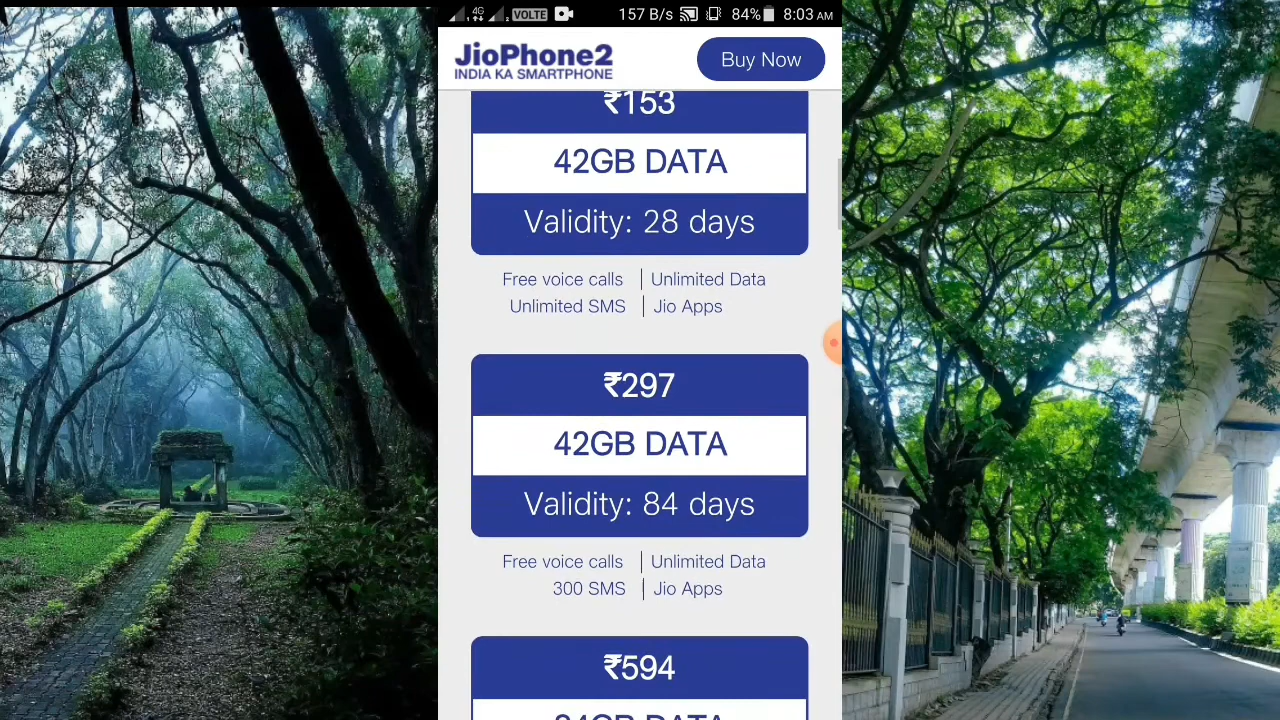 4G VOLTE 157 B/s 84% 8:03 AM
JioPhone2
INDIA KA SMARTPHONE
Buy Now
₹153
42GB DATA
Validity: 28 days
Free voice calls | Unlimited Data
Unlimited SMS | Jio Apps
₹297
42GB DATA
Validity: 84 days
Free voice calls | Unlimited Data
300 SMS | Jio Apps
₹594